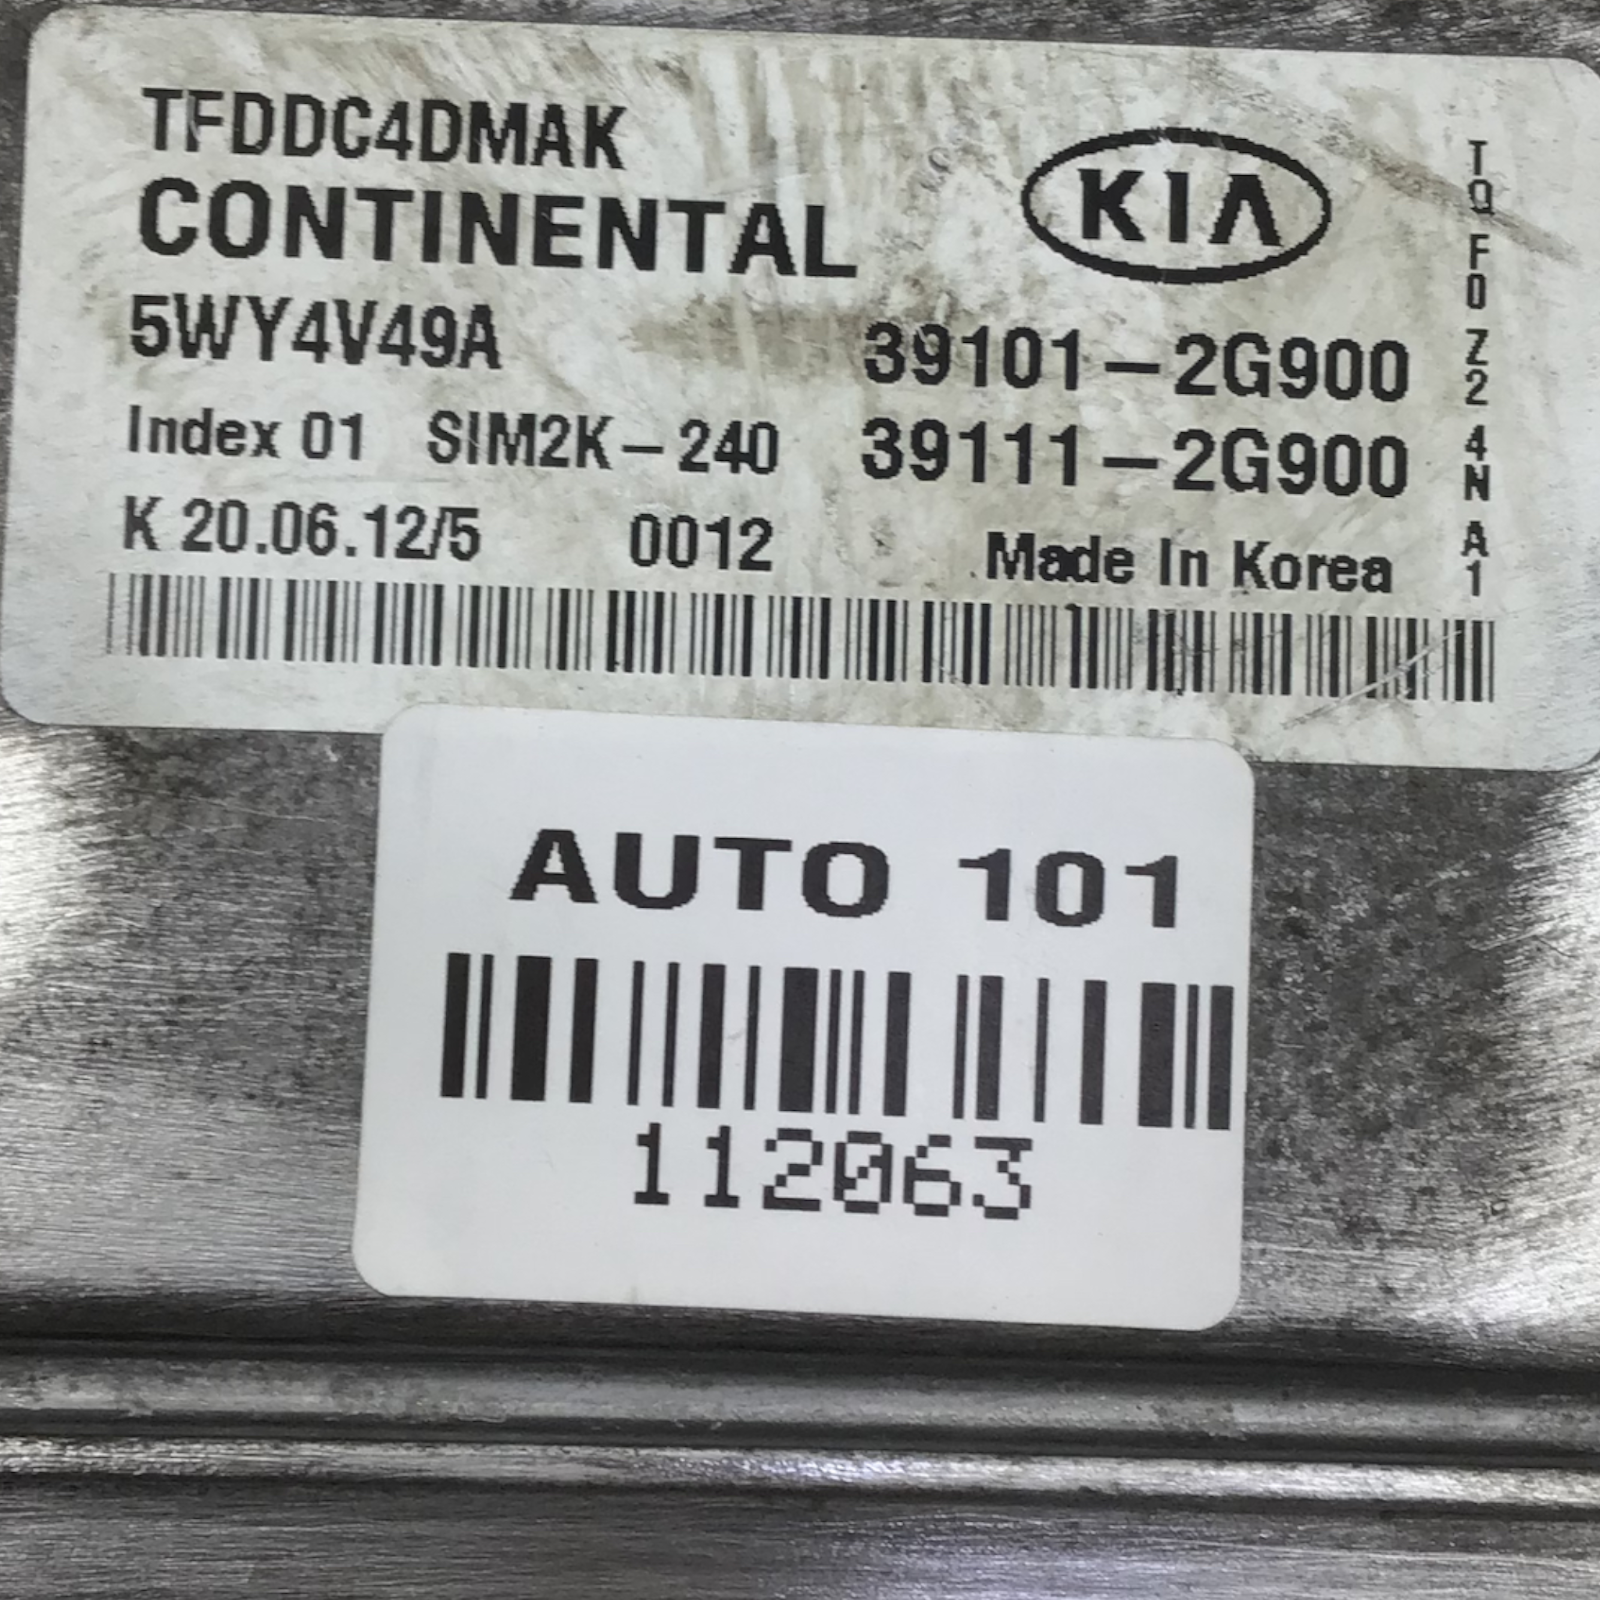 TFDDC4DMAK
CONTINENTAL
KIA
5WY4V49A
39101-2G900
Index 01 SIM2K-240
39111-2G900
K 20.06.12/5 0012 Made In Korea
TQ F0 Z2 4N A1
AUTO 101
112063